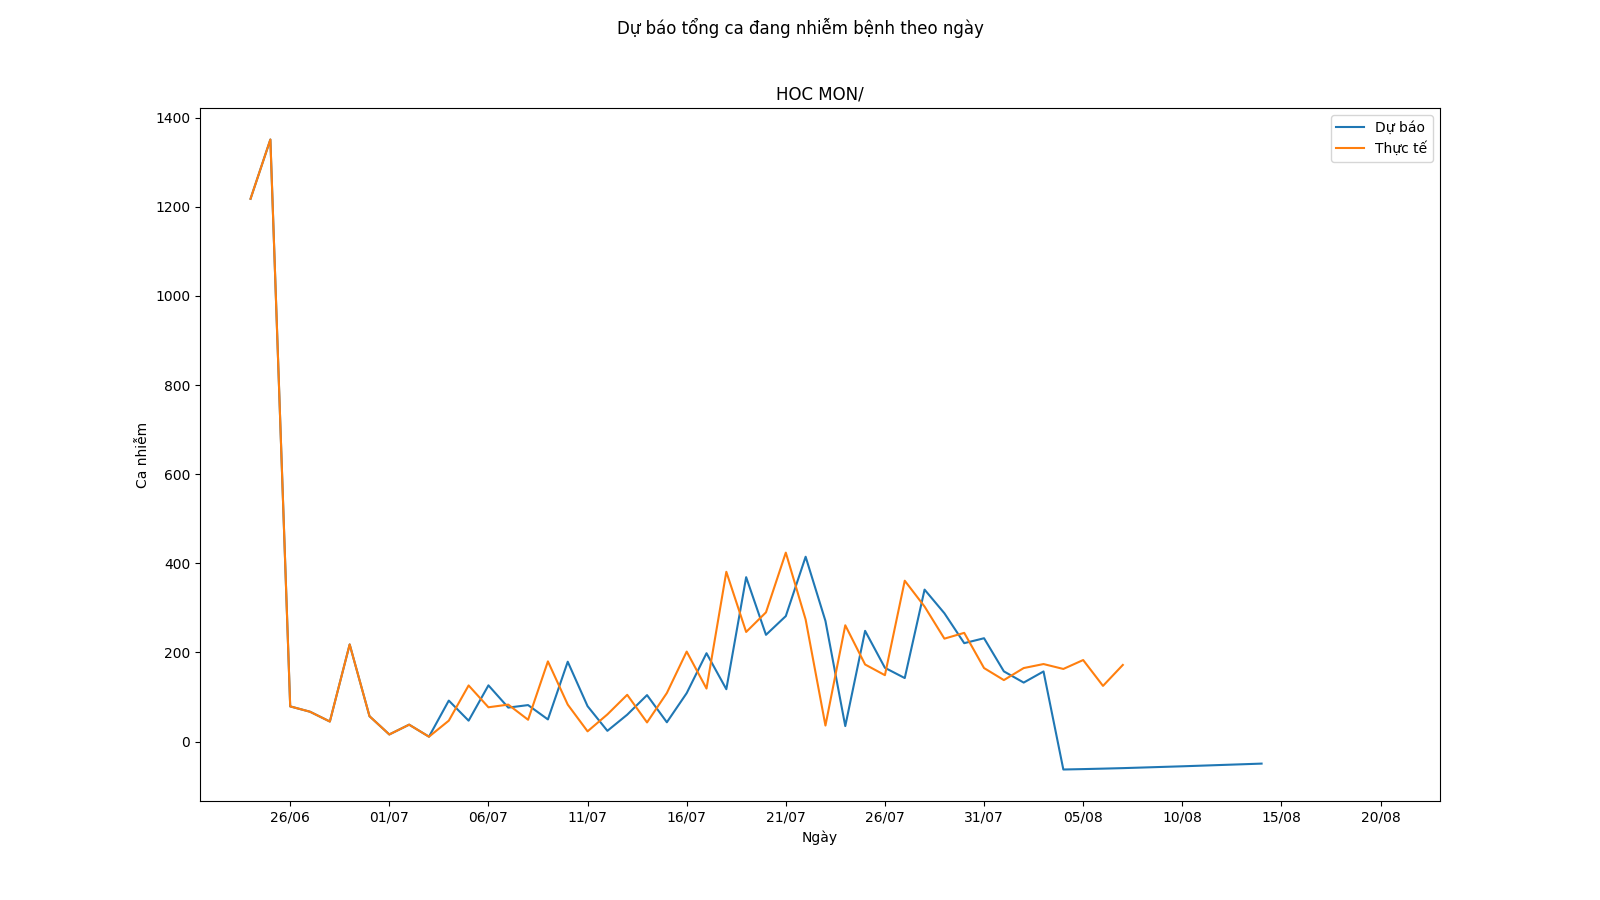 Dự báo tổng ca đang nhiễm bệnh theo ngày
HOC MON/
Dự báo
Thực tế
1400
1200
1000
800
600
400
200
0
Ca nhiễm
26/06 01/07 06/07 11/07 16/07 21/07 26/07 31/07 05/08 10/08 15/08 20/08
Ngày